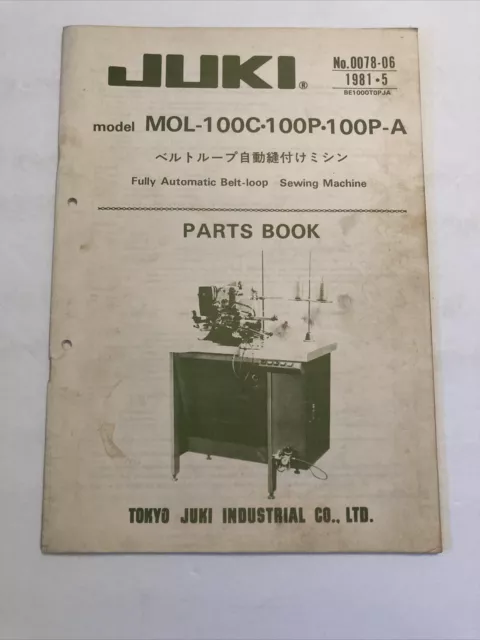 JUKI®
No.0078-06
1981·5
BE1000T0PJA
model MOL-100C·100P·100P-A
ベルトループ自動縫付けミシン
Fully Automatic Belt-loop Sewing Machine
PARTS BOOK
TOKYO JUKI INDUSTRIAL CO., LTD.